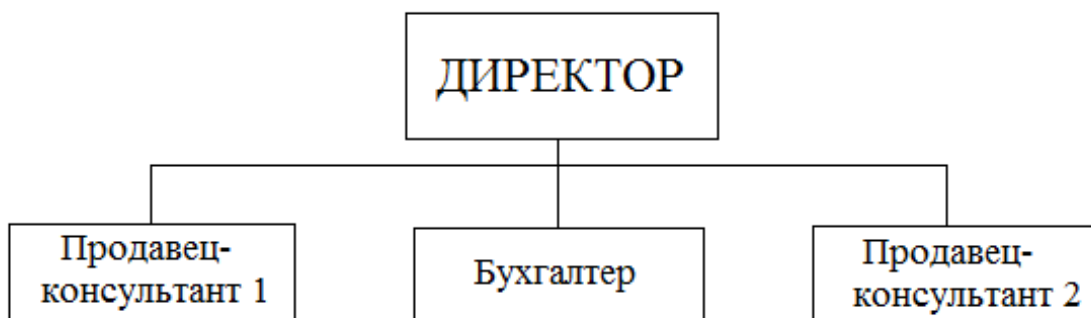 ДИРЕКТОР
Продавец-
консультант 1
Бухгалтер
Продавец-
консультант 2